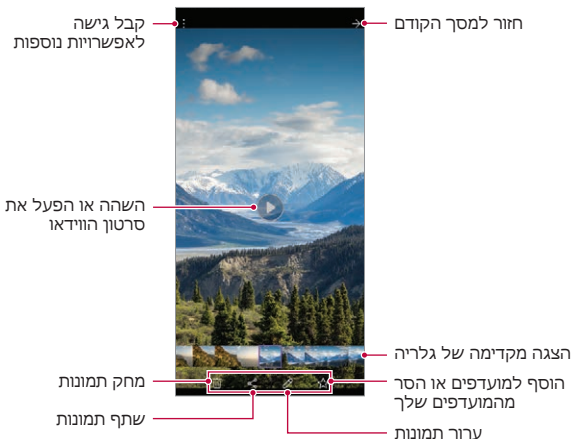 חזור למסך הקודם
קבל גישה
לאפשרויות נוספות
השהה או הפעל את
סרטון הווידאו
הצגה מקדימה של גלריה
הוסף למועדפים או הסר
מהמועדפים שלך
מחק תמונות
שתף תמונות
ערור תמונות